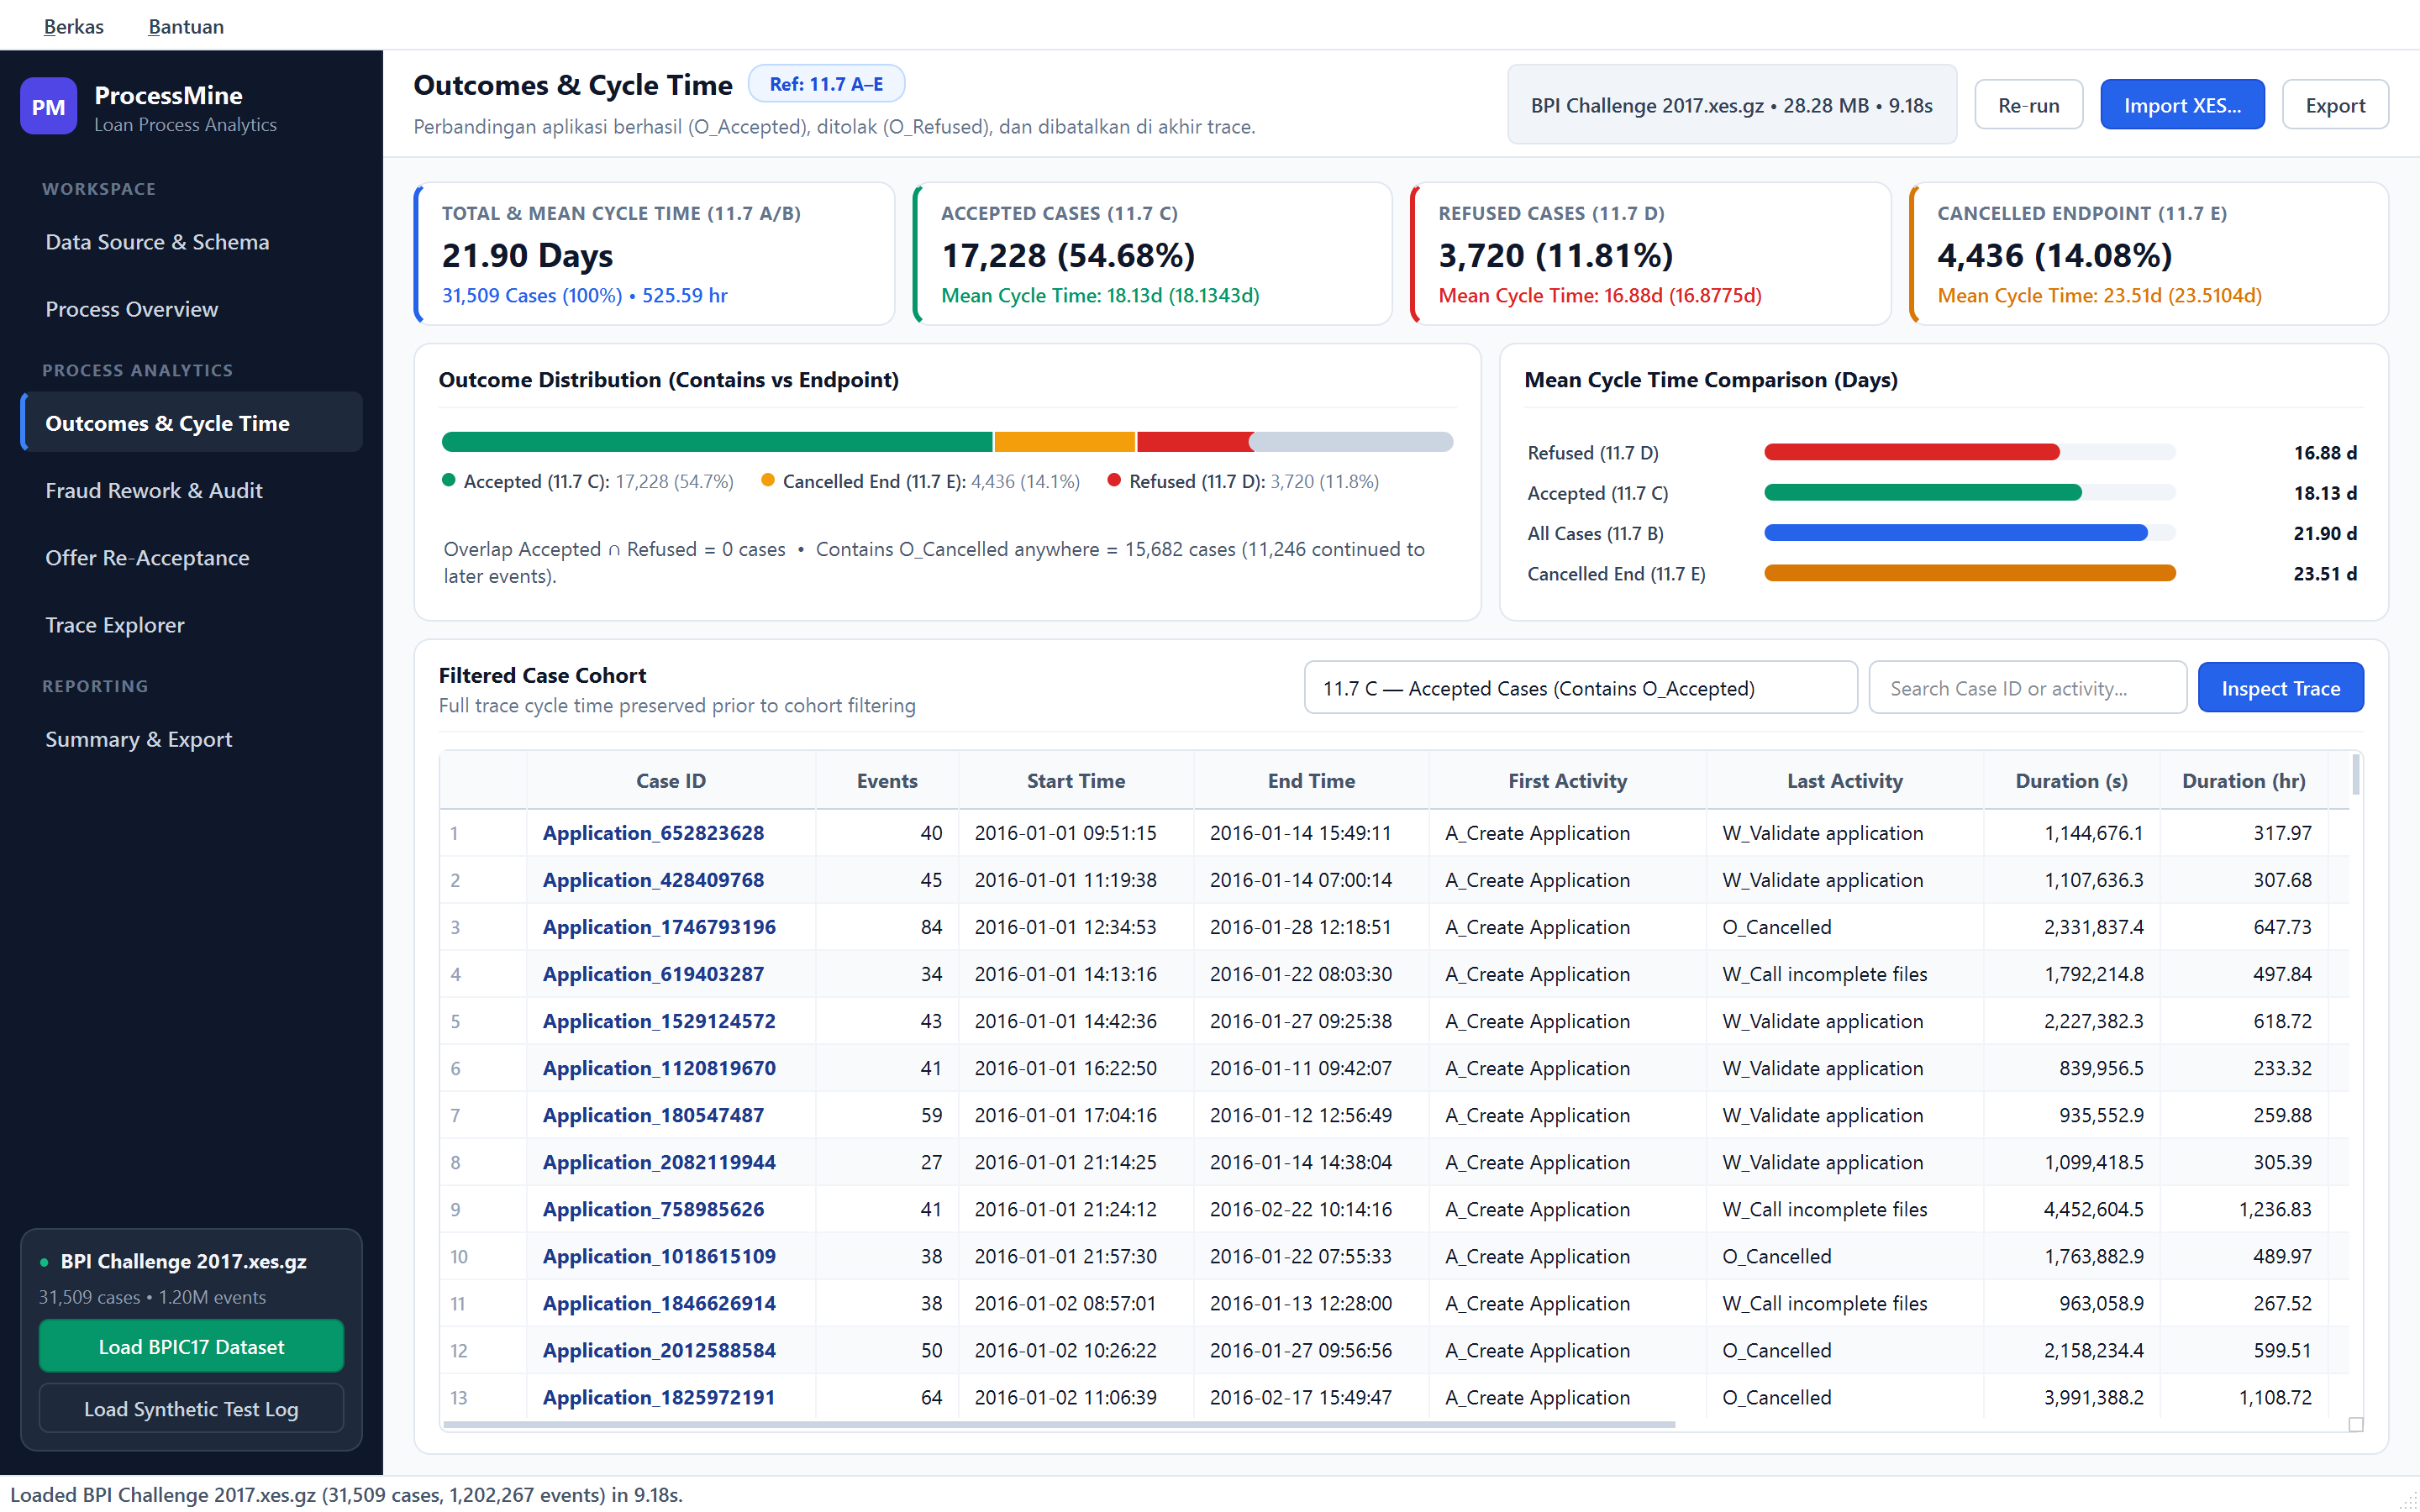 Berkas Bantuan
PM
ProcessMine
Loan Process Analytics
WORKSPACE
Data Source & Schema
Process Overview
PROCESS ANALYTICS
Outcomes & Cycle Time
Fraud Rework & Audit
Offer Re-Acceptance
Trace Explorer
REPORTING
Summary & Export
BPI Challenge 2017.xes.gz
31,509 cases • 1.20M events
Load BPIC17 Dataset
Load Synthetic Test Log
Outcomes & Cycle Time Ref: 11.7 A–E
Perbandingan aplikasi berhasil (O_Accepted), ditolak (O_Refused), dan dibatalkan di akhir trace.
BPI Challenge 2017.xes.gz • 28.28 MB • 9.18s Re-run Import XES... Export
TOTAL & MEAN CYCLE TIME (11.7 A/B)
21.90 Days
31,509 Cases (100%) • 525.59 hr
ACCEPTED CASES (11.7 C)
17,228 (54.68%)
Mean Cycle Time: 18.13d (18.1343d)
REFUSED CASES (11.7 D)
3,720 (11.81%)
Mean Cycle Time: 16.88d (16.8775d)
CANCELLED ENDPOINT (11.7 E)
4,436 (14.08%)
Mean Cycle Time: 23.51d (23.5104d)
Outcome Distribution (Contains vs Endpoint)
Accepted (11.7 C): 17,228 (54.7%) Cancelled End (11.7 E): 4,436 (14.1%) Refused (11.7 D): 3,720 (11.8%)
Overlap Accepted ∩ Refused = 0 cases • Contains O_Cancelled anywhere = 15,682 cases (11,246 continued to
later events).
Mean Cycle Time Comparison (Days)
Refused (11.7 D) 16.88 d
Accepted (11.7 C) 18.13 d
All Cases (11.7 B) 21.90 d
Cancelled End (11.7 E) 23.51 d
Filtered Case Cohort
Full trace cycle time preserved prior to cohort filtering
11.7 C — Accepted Cases (Contains O_Accepted) Search Case ID or activity... Inspect Trace
Case ID Events Start Time End Time First Activity Last Activity Duration (s) Duration (hr)
1 Application_652823628 40 2016-01-01 09:51:15 2016-01-14 15:49:11 A_Create Application W_Validate application 1,144,676.1 317.97
2 Application_428409768 45 2016-01-01 11:19:38 2016-01-14 07:00:14 A_Create Application W_Validate application 1,107,636.3 307.68
3 Application_1746793196 84 2016-01-01 12:34:53 2016-01-28 12:18:51 A_Create Application O_Cancelled 2,331,837.4 647.73
4 Application_619403287 34 2016-01-01 14:13:16 2016-01-22 08:03:30 A_Create Application W_Call incomplete files 1,792,214.8 497.84
5 Application_1529124572 43 2016-01-01 14:42:36 2016-01-27 09:25:38 A_Create Application W_Validate application 2,227,382.3 618.72
6 Application_1120819670 41 2016-01-01 16:22:50 2016-01-11 09:42:07 A_Create Application W_Validate application 839,956.5 233.32
7 Application_180547487 59 2016-01-01 17:04:16 2016-01-12 12:56:49 A_Create Application W_Validate application 935,552.9 259.88
8 Application_2082119944 27 2016-01-01 21:14:25 2016-01-14 14:38:04 A_Create Application W_Validate application 1,099,418.5 305.39
9 Application_758985626 41 2016-01-01 21:24:12 2016-02-22 10:14:16 A_Create Application W_Call incomplete files 4,452,604.5 1,236.83
10 Application_1018615109 38 2016-01-01 21:57:30 2016-01-22 07:55:33 A_Create Application O_Cancelled 1,763,882.9 489.97
11 Application_1846626914 38 2016-01-02 08:57:01 2016-01-13 12:28:00 A_Create Application W_Call incomplete files 963,058.9 267.52
12 Application_2012588584 50 2016-01-02 10:26:22 2016-01-27 09:56:56 A_Create Application O_Cancelled 2,158,234.4 599.51
13 Application_1825972191 64 2016-01-02 11:06:39 2016-02-17 15:49:47 A_Create Application O_Cancelled 3,991,388.2 1,108.72
Loaded BPI Challenge 2017.xes.gz (31,509 cases, 1,202,267 events) in 9.18s.